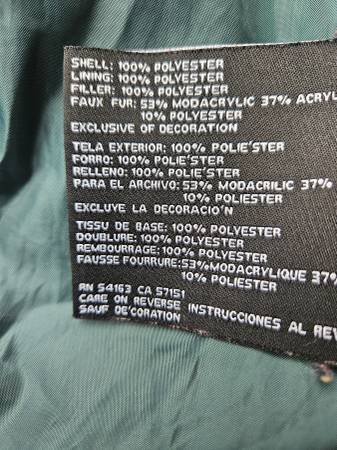 SHELL: 100% POLYESTER
LINING: 100% POLYESTER
FILLER: 100% POLYESTER
FAUX FUR: 53% MODACRYLIC 37% ACRYL
10% POLYESTER
EXCLUSIVE OF DECORATION
TELA EXTERIOR: 100% POLIE'STER
FORRO: 100% POLIE'STER
RELLENO: 100% POLIE'STER
PARA EL ARCHIVO: 53% MODACRILIC 37%
10% POLIESTER
EXCLUYE LA DECORACIO'N
TISSU DE BASE: 100% POLYESTER
DOUBLURE: 100% POLYESTER
REMBOURRAGE: 100% POLYESTER
FAUSSE FOURRURE: 53% MODACRYLIQUE 37%
10% POLIESTER
RN 54163 CA 57151
CARE ON REVERSE INSTRUCCIONES AL REV
SAUF DE'CORATION